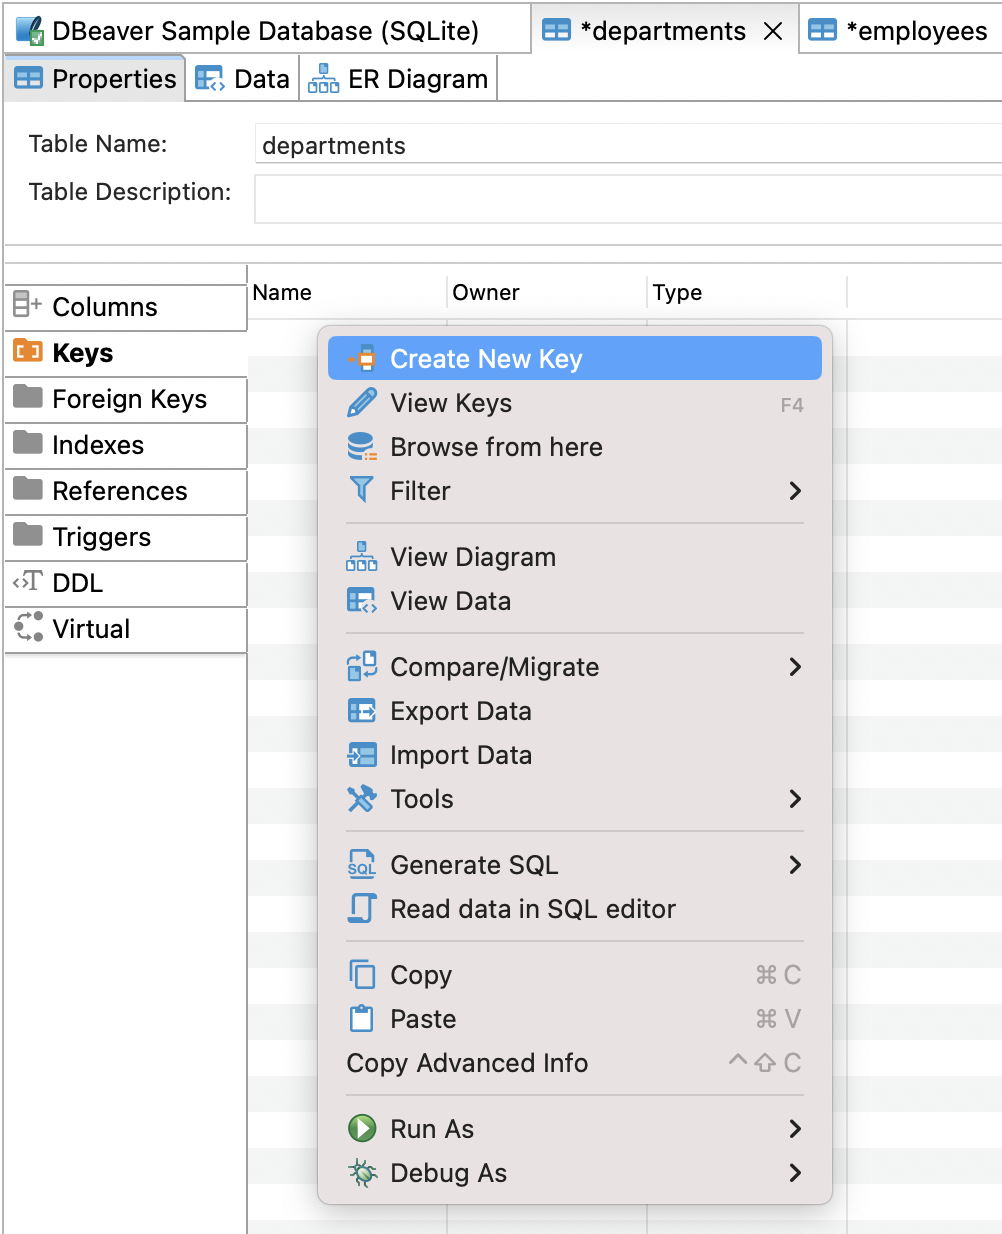 DBeaver Sample Database (SQLite)
*departments
*employees
Properties
Data
ER Diagram
Table Name:
departments
Table Description:
Columns
Keys
Foreign Keys
Indexes
References
Triggers
DDL
Virtual
Name
Owner
Type
Create New Key
View Keys F4
Browse from here
Filter
View Diagram
View Data
Compare/Migrate
Export Data
Import Data
Tools
Generate SQL
Read data in SQL editor
Copy ⌘ C
Paste ⌘ V
Copy Advanced Info ^ ⇧ C
Run As
Debug As